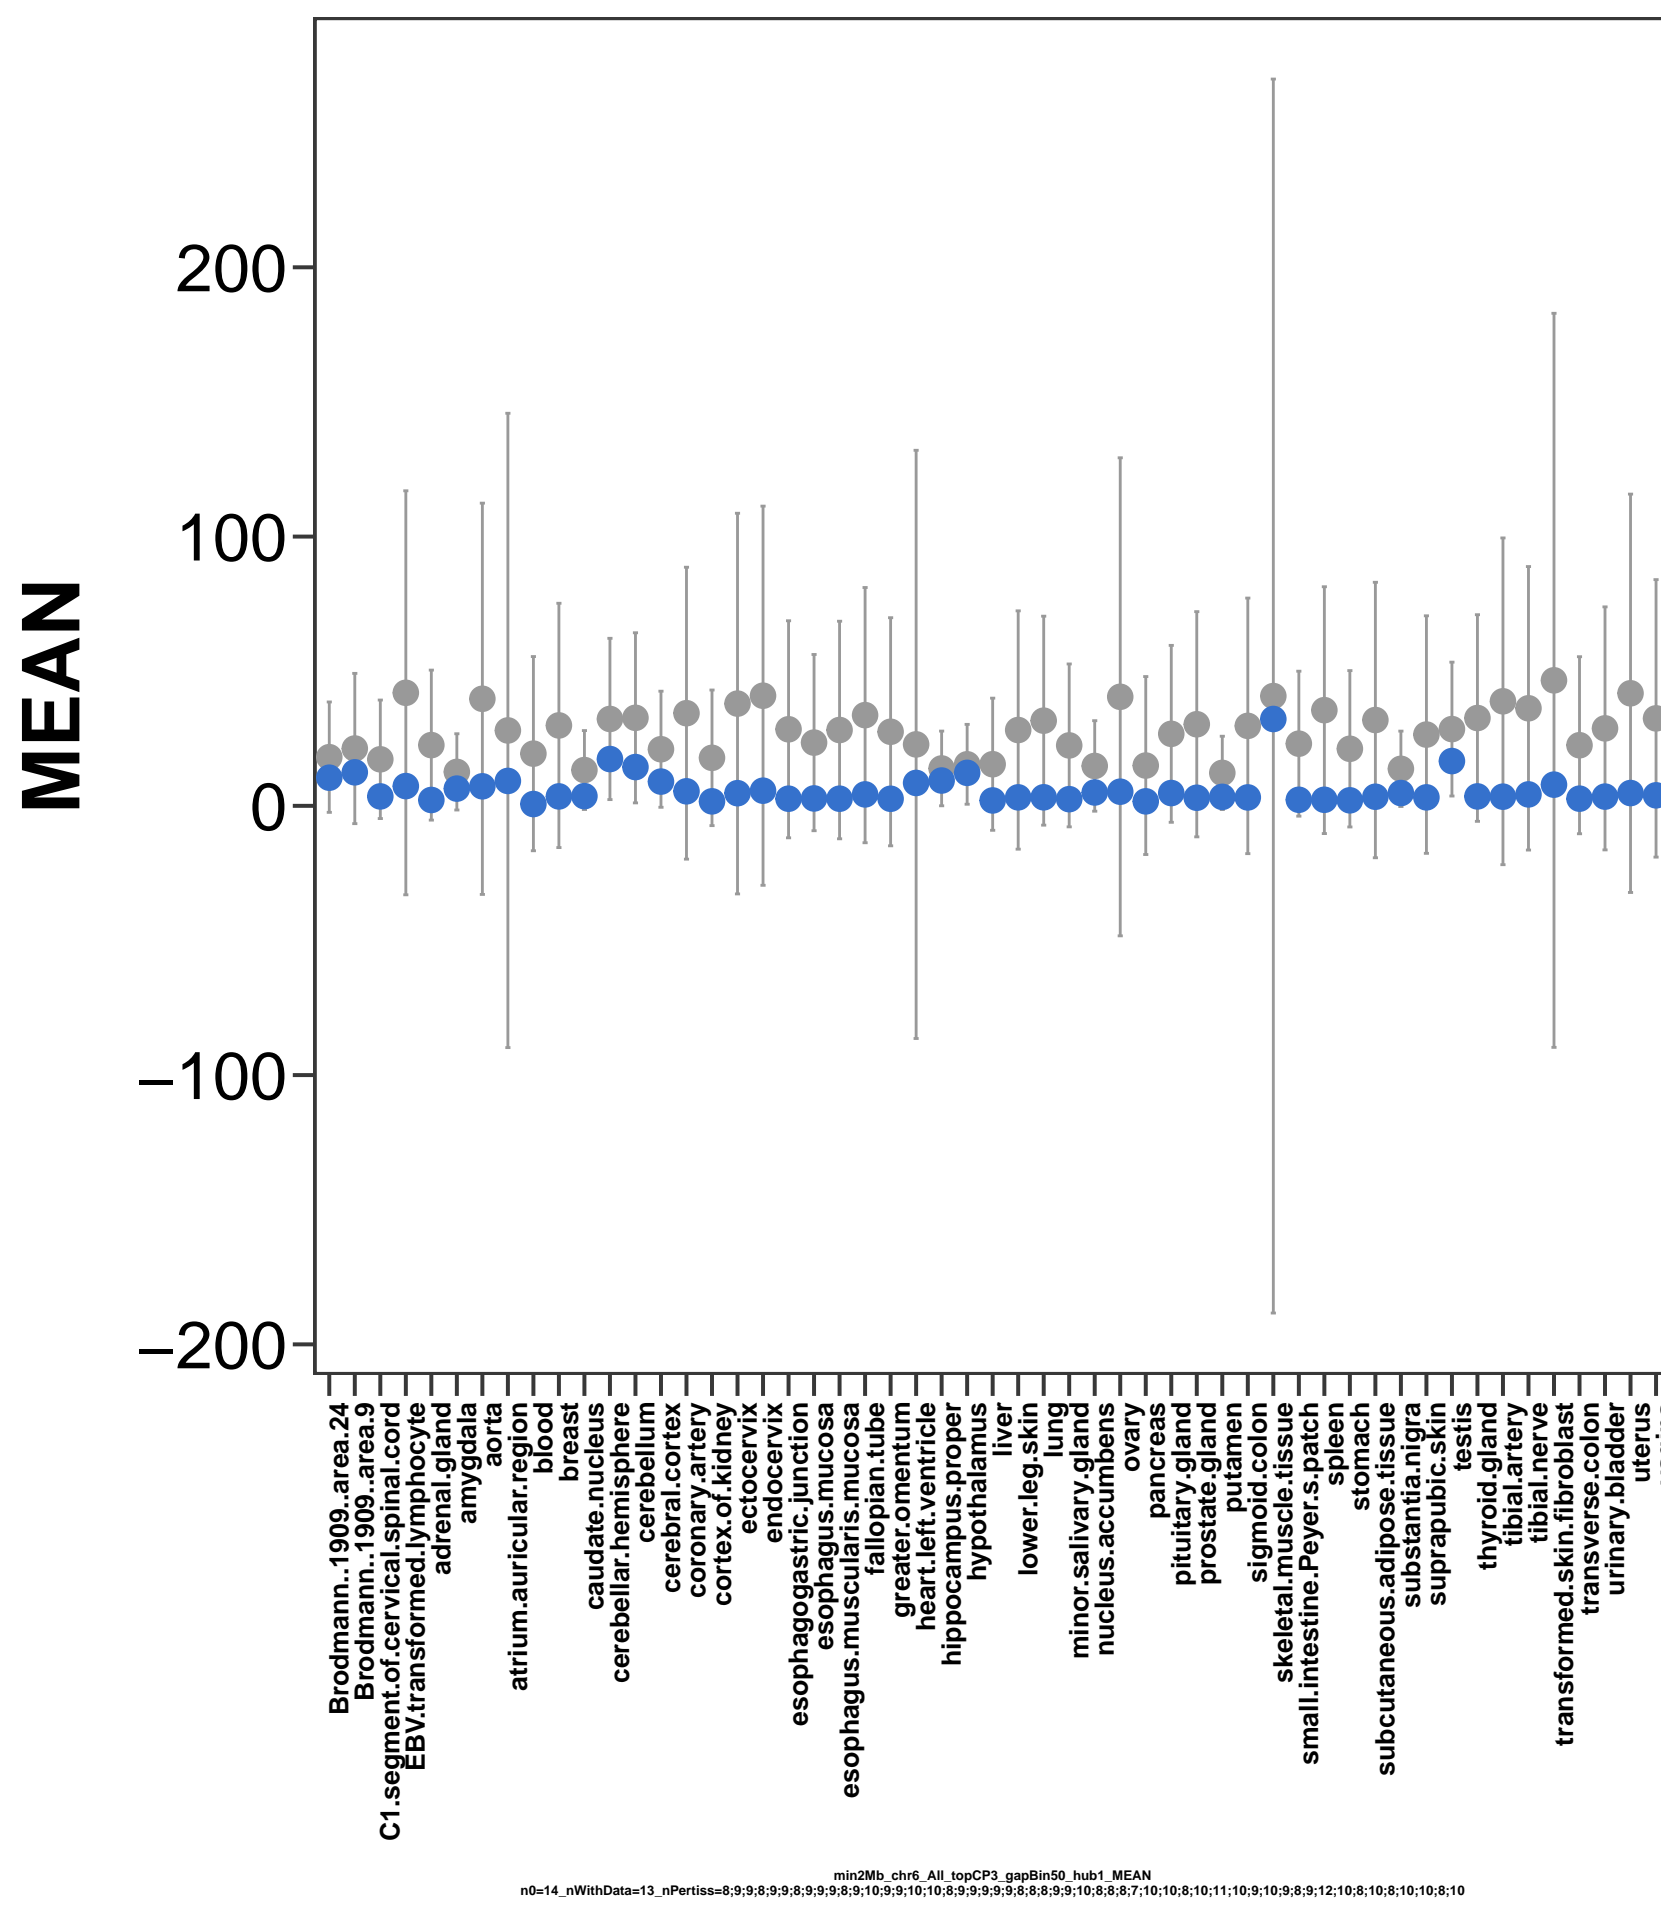 MEAN
200
100
0
−100
−200
Brodmann..1909..area.24
Brodmann..1909..area.9
C1.segment.of.cervical.spinal.cord
EBV.transformed.lymphocyte
adrenal.gland
amygdala
aorta
atrium.auricular.region
blood
breast
caudate.nucleus
cerebellar.hemisphere
cerebellum
cerebral.cortex
coronary.artery
cortex.of.kidney
ectocervix
endocervix
esophagogastric.junction
esophagus.mucosa
esophagus.muscularis.mucosa
fallopian.tube
greater.omentum
heart.left.ventricle
hippocampus.proper
hypothalamus
liver
lower.leg.skin
lung
minor.salivary.gland
nucleus.accumbens
ovary
pancreas
pituitary.gland
prostate.gland
putamen
sigmoid.colon
skeletal.muscle.tissue
small.intestine.Peyer.s.patch
spleen
stomach
subcutaneous.adipose.tissue
substantia.nigra
suprapubic.skin
testis
thyroid.gland
tibial.artery
tibial.nerve
transformed.skin.fibroblast
transverse.colon
urinary.bladder
uterus
min2Mb_chr6_All_topCP3_gapBin50_hub1_MEAN
n0=14_nWithData=13_nPertiss=8;9;9;8;9;9;8;9;9;9;8;9;10;9;9;10;10;8;9;9;9;9;9;8;8;8;9;9;10;8;8;8;7;10;10;8;10;11;10;9;10;9;8;9;12;10;8;10;8;10;10;8;10